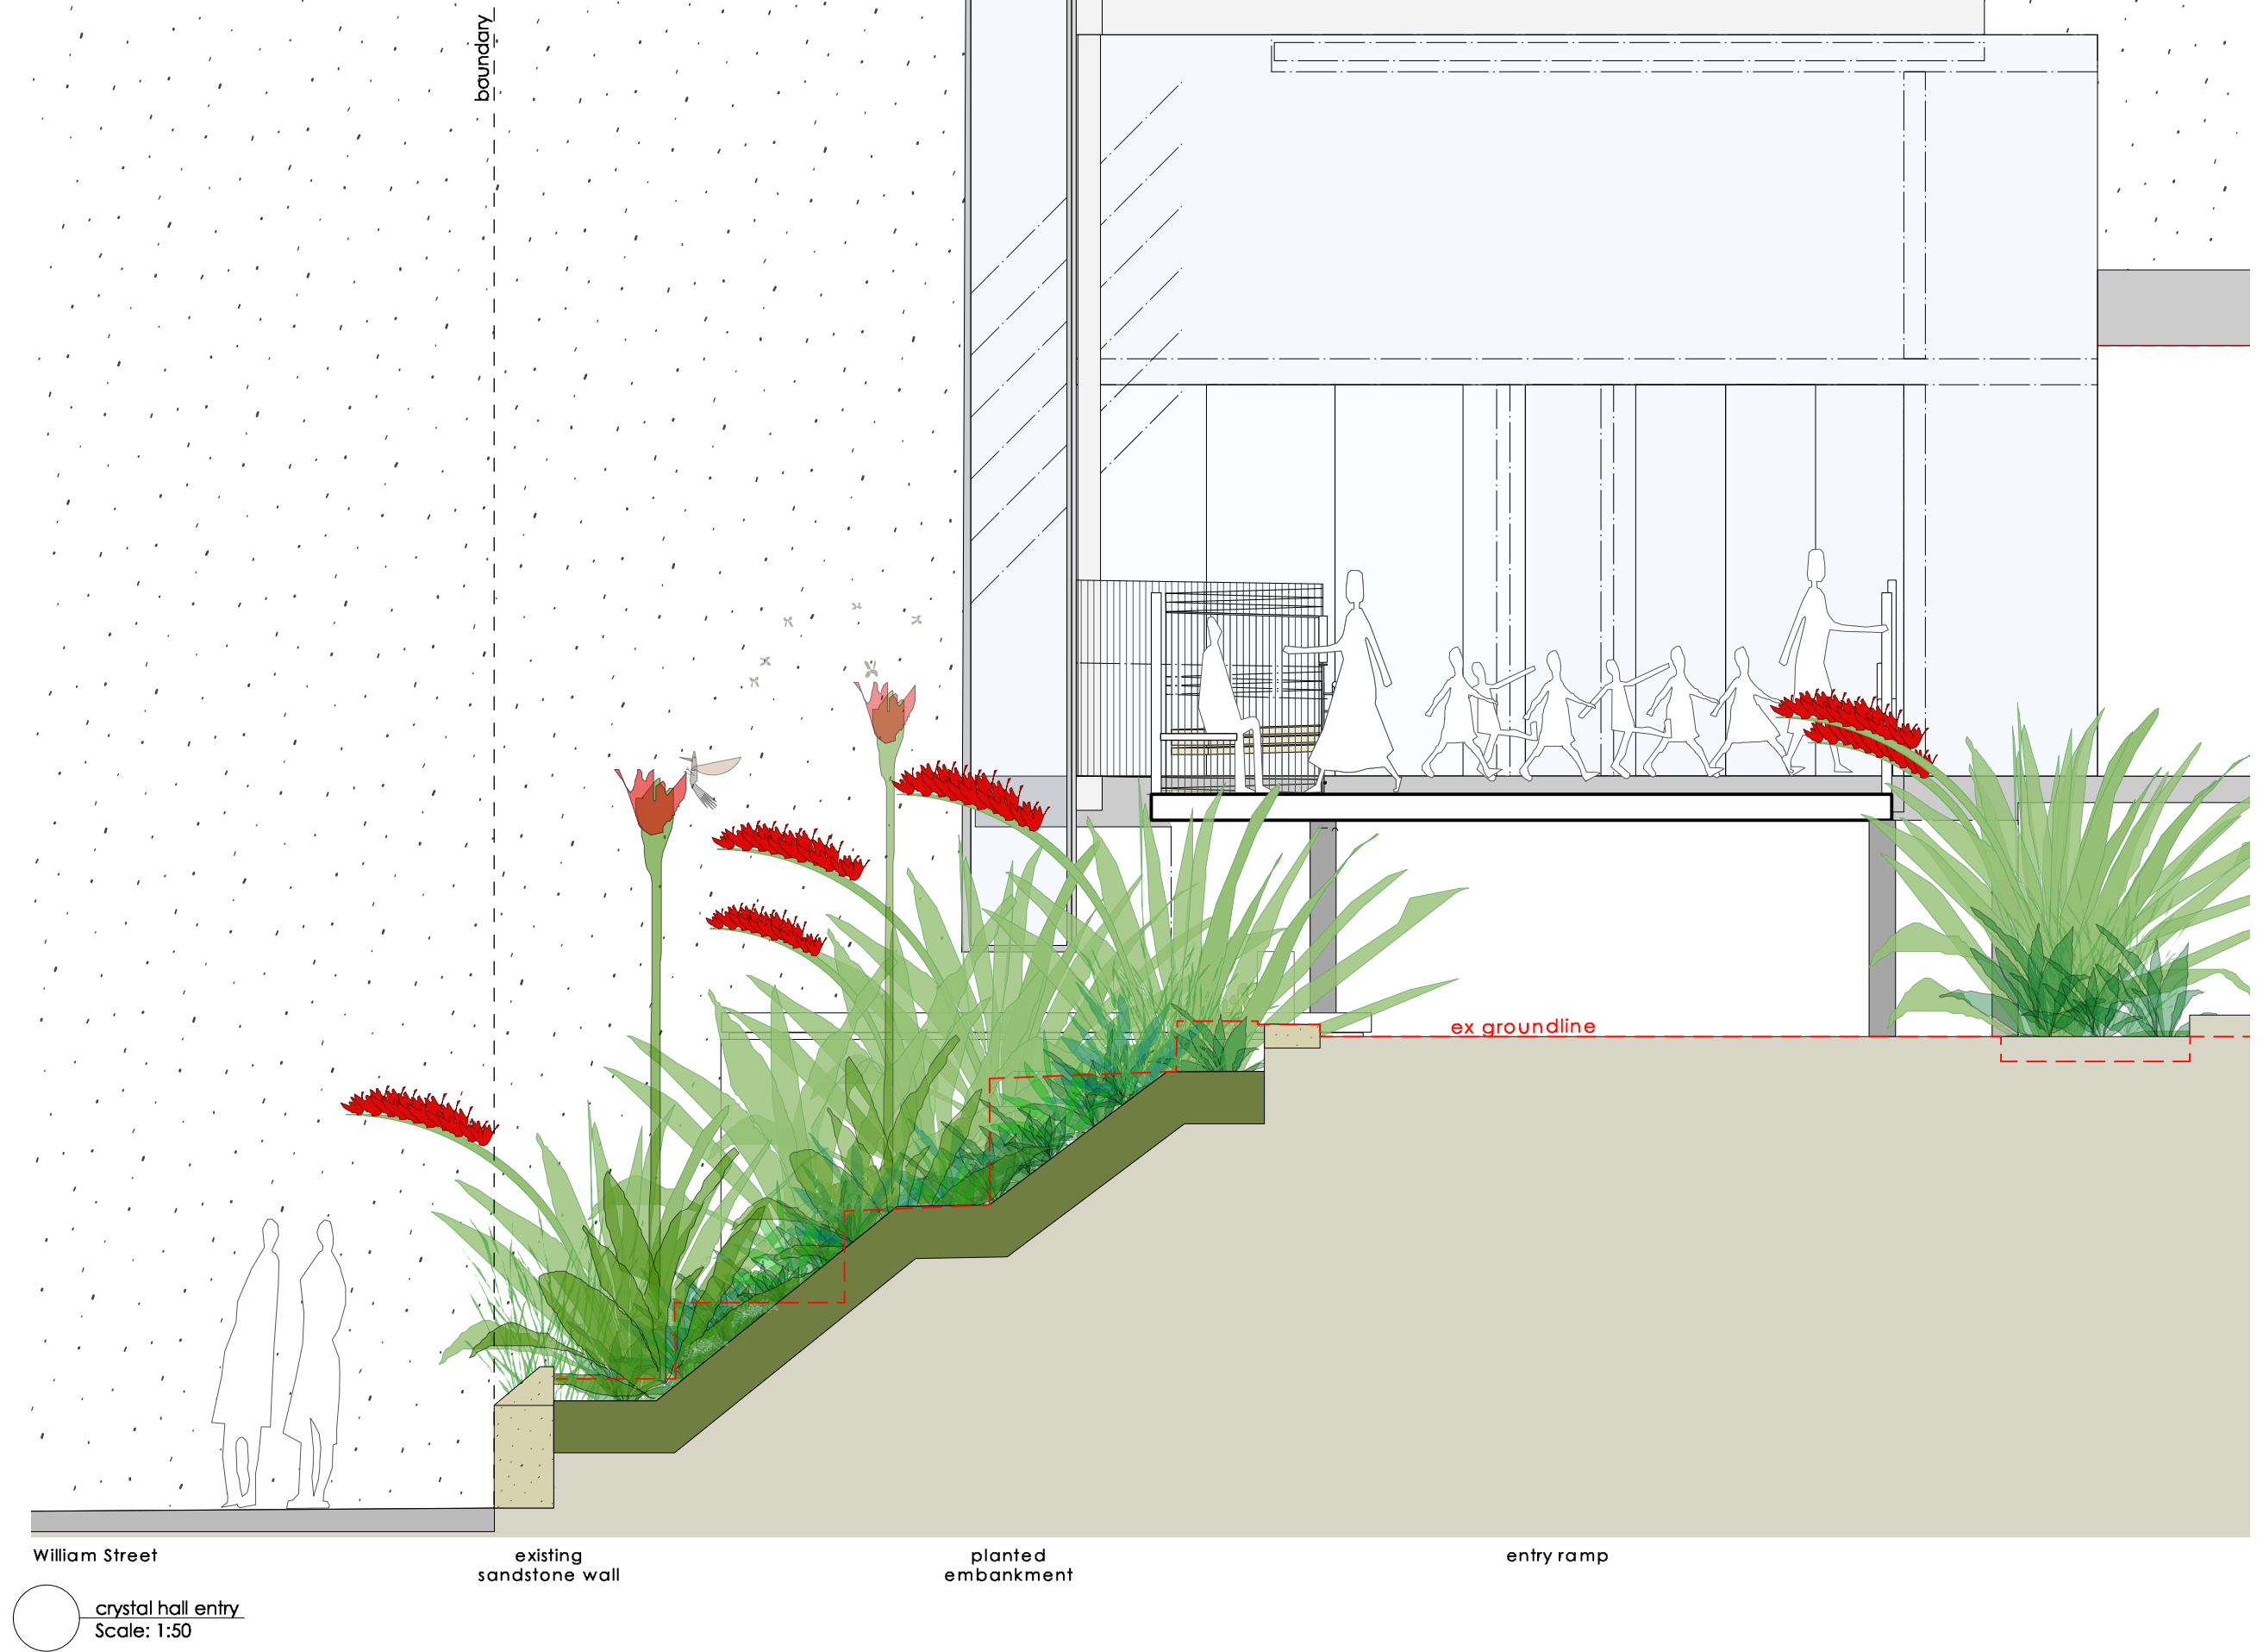 boundary
ex groundline
William Street
existing
sandstone wall
planted
embankment
entry ramp
crystal hall entry
Scale: 1:50